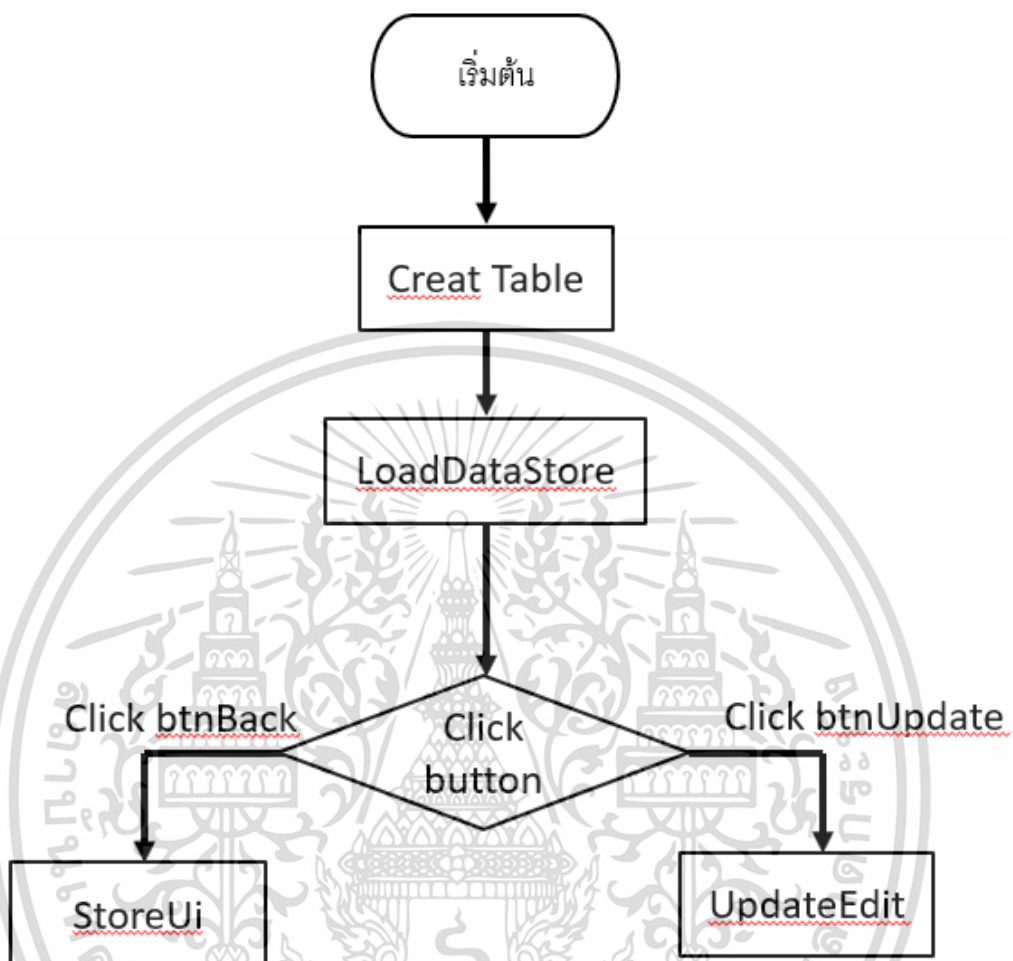 เริ่มต้น
Creat Table
LoadDataStore
Click btnBack
Click
button
Click btnUpdate
StoreUi
UpdateEdit